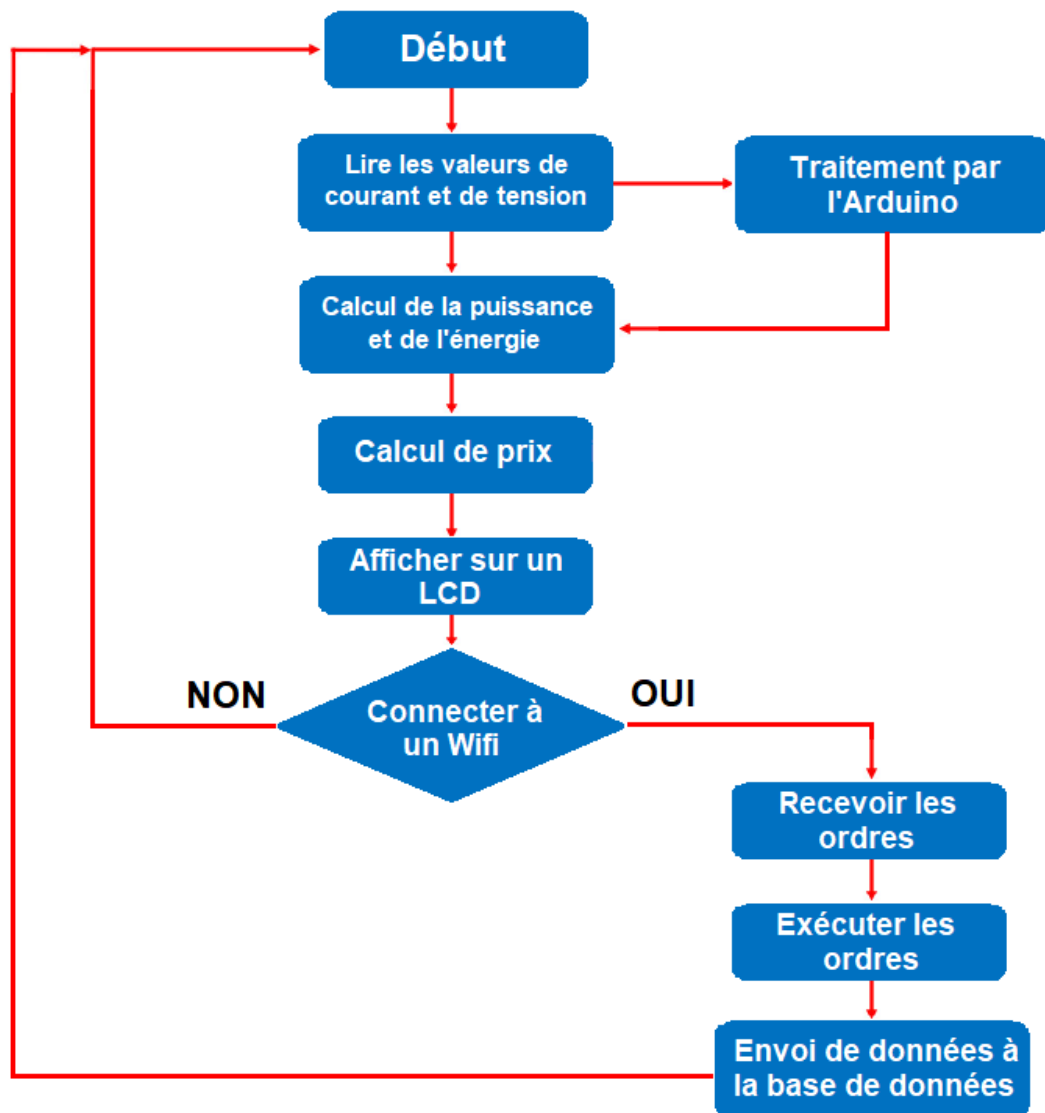 Début
Lire les valeurs de
courant et de tension
Traitement par
l'Arduino
Calcul de la puissance
et de l'énergie
Calcul de prix
Afficher sur un
LCD
NON
OUI
Connecter à
un Wifi
Recevoir les
ordres
Exécuter les
ordres
Envoi de données à
la base de données